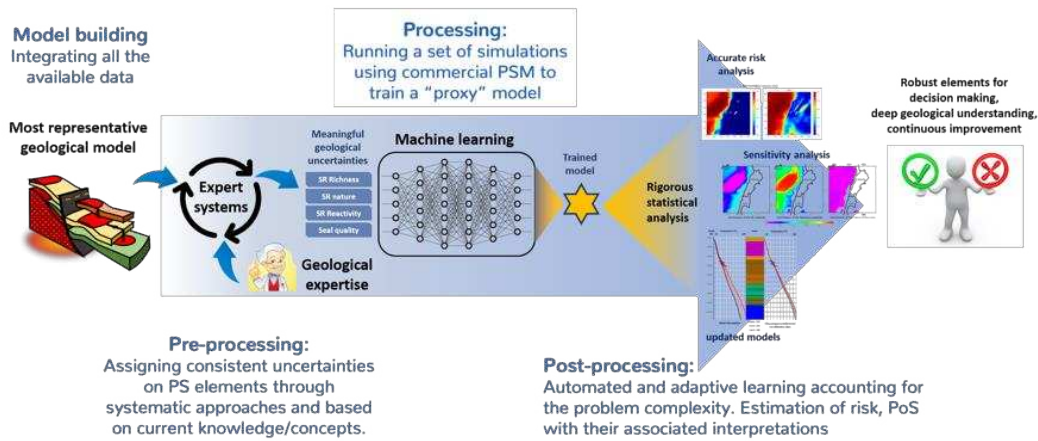 Model building
Integrating all the
available data
Processing:
Running a set of simulations
using commercial PSM to
train a "proxy" model
Most representative
geological model
Expert
systems
Geological
expertise
Meaningful
geological
uncertainties
SR Richness
SR nature
SR Reactivity
Seal quality
Machine learning
Trained
model
Rigorous
statistical
analysis
Accurate risk
analysis
Sensitivity analysis
updated models
Robust elements for
decision making,
deep geological understanding,
continuous improvement
Pre-processing:
Assigning consistent uncertainties
on PS elements through
systematic approaches and based
on current knowledge/concepts.
Post-processing:
Automated and adaptive learning accounting for
the problem complexity. Estimation of risk, PoS
with their associated interpretations